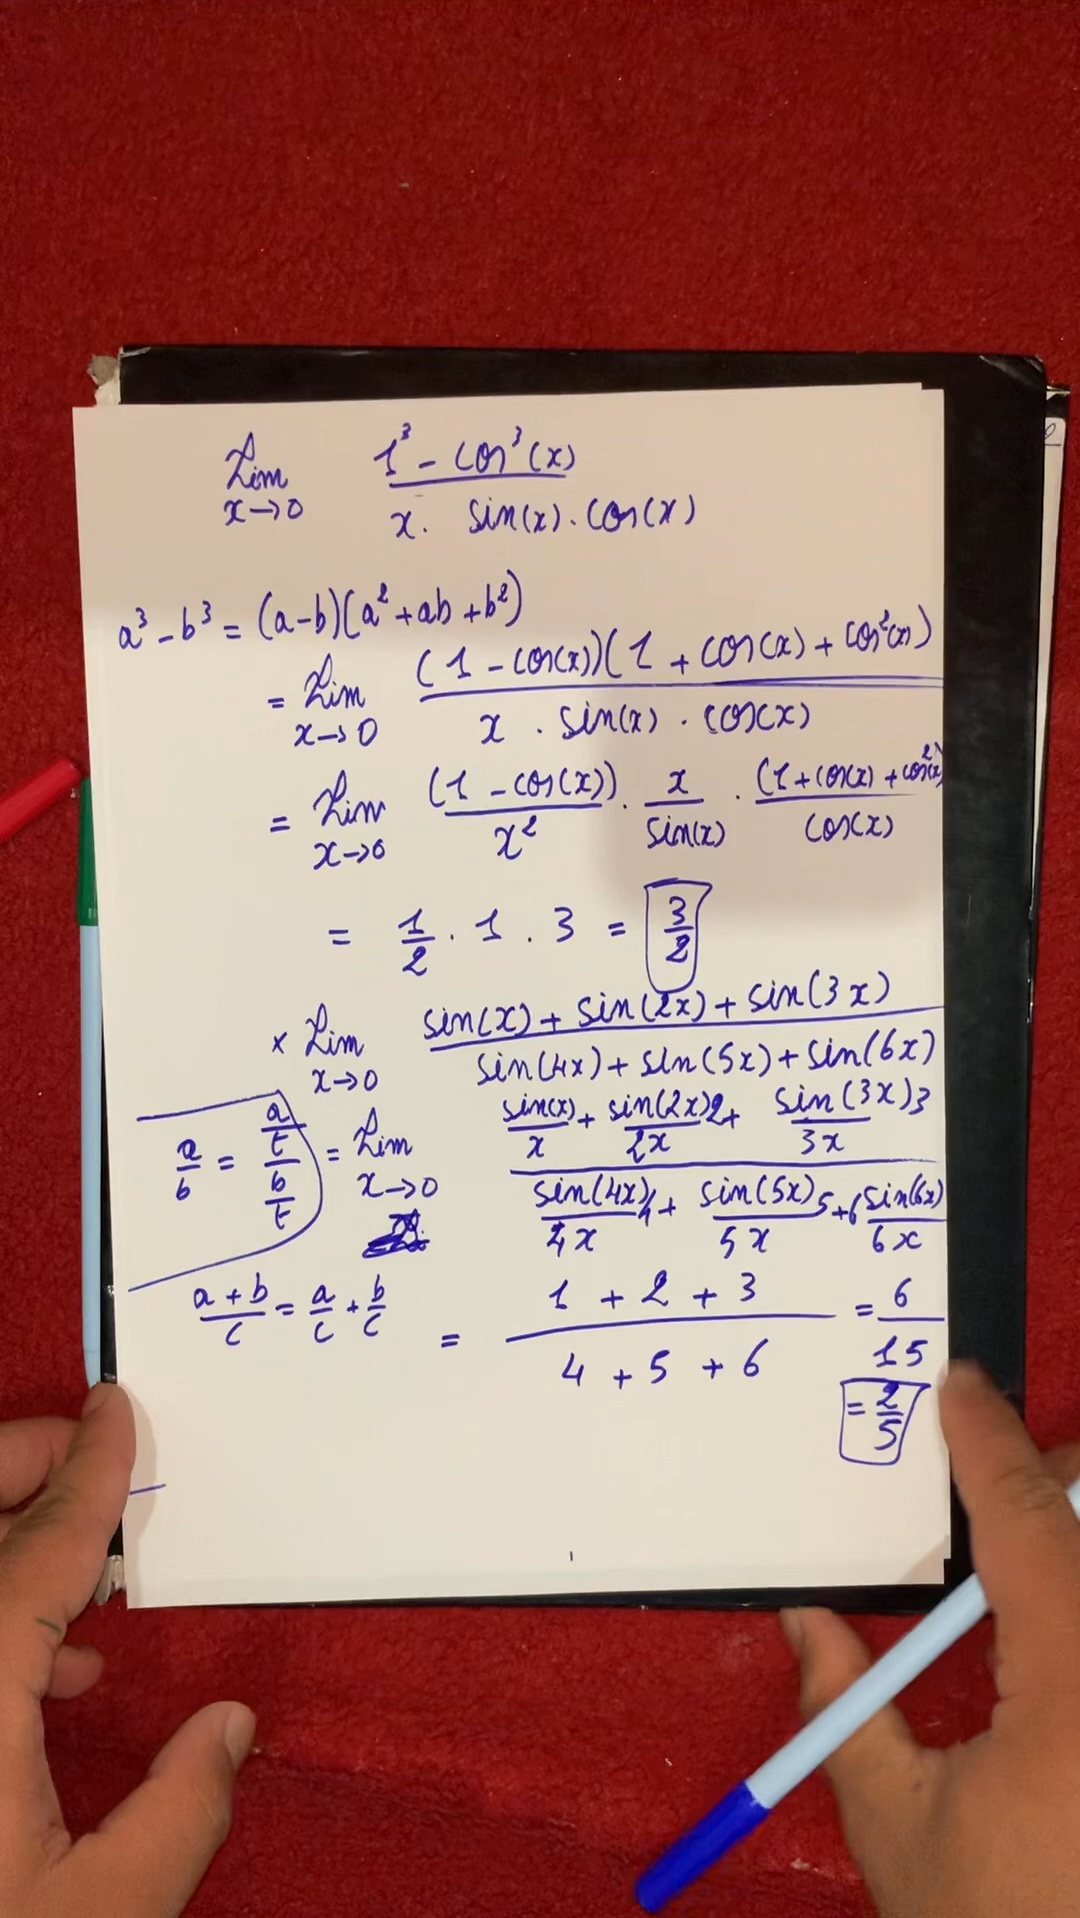 Lim x→0 (1³ - cos³(x)) / (x. sin(x). cos(x))
a³ - b³ = (a-b)(a² + ab + b²)
= Lim x→0 ((1 - cos(x))(1 + cos(x) + cos²(x))) / (x . sin(x) . cos(x))
= Lim x→0 (1 - cos(x)) / x² . x / sin(x) . (1 + cos(x) + cos²(x)) / cos(x)
= 1/2 . 1 . 3 = 3/2
× Lim x→0 (sin(x) + sin(2x) + sin(3x)) / (sin(4x) + sin(5x) + sin(6x))
a/b = (a/t) / (b/t)
= Lim x→0 (sin(x)/x + sin(2x)/2x 2 + sin(3x)/3x 3) / (sin(4x)/4x 4 + sin(5x)/5x 5 + 6 sin(6x)/6x)
(a + b)/c = a/c + b/c
= (1 + 2 + 3) / (4 + 5 + 6) = 6/15
= 2/5